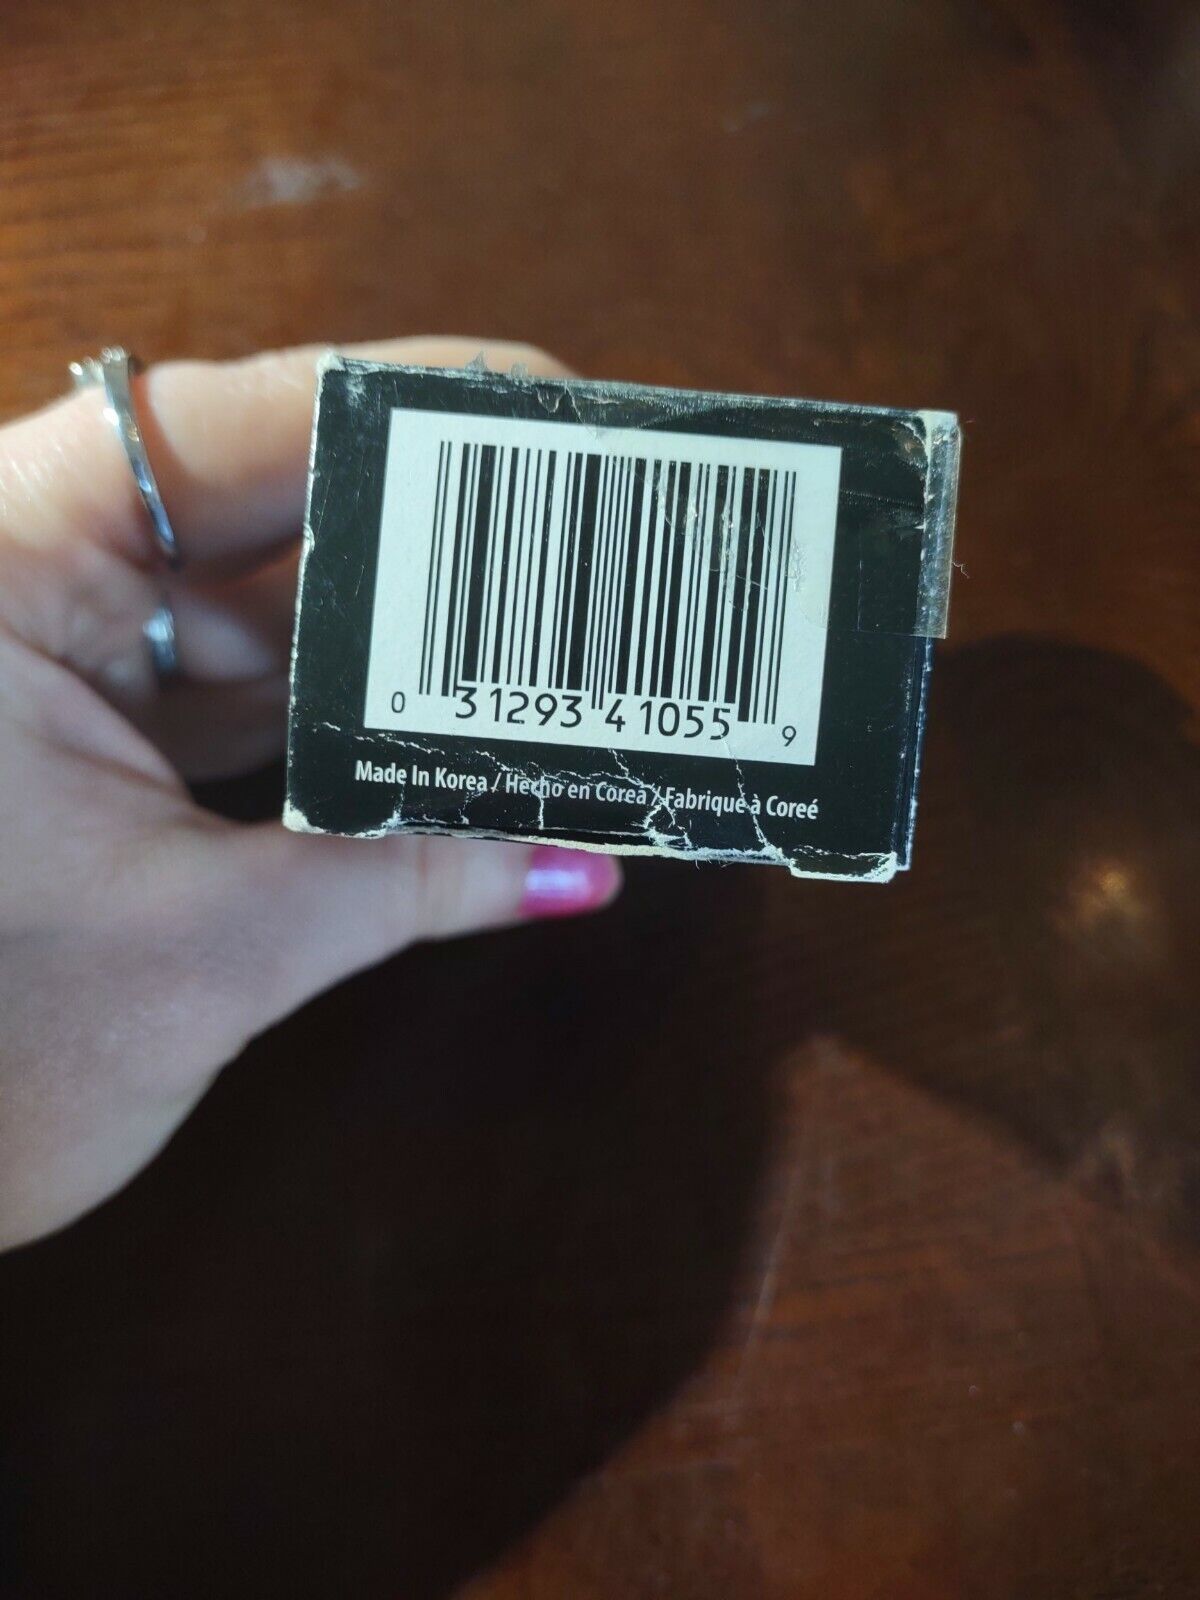 0 31293 41055 9
Made In Korea / Hecho en Corea / Fabrique à Coreé